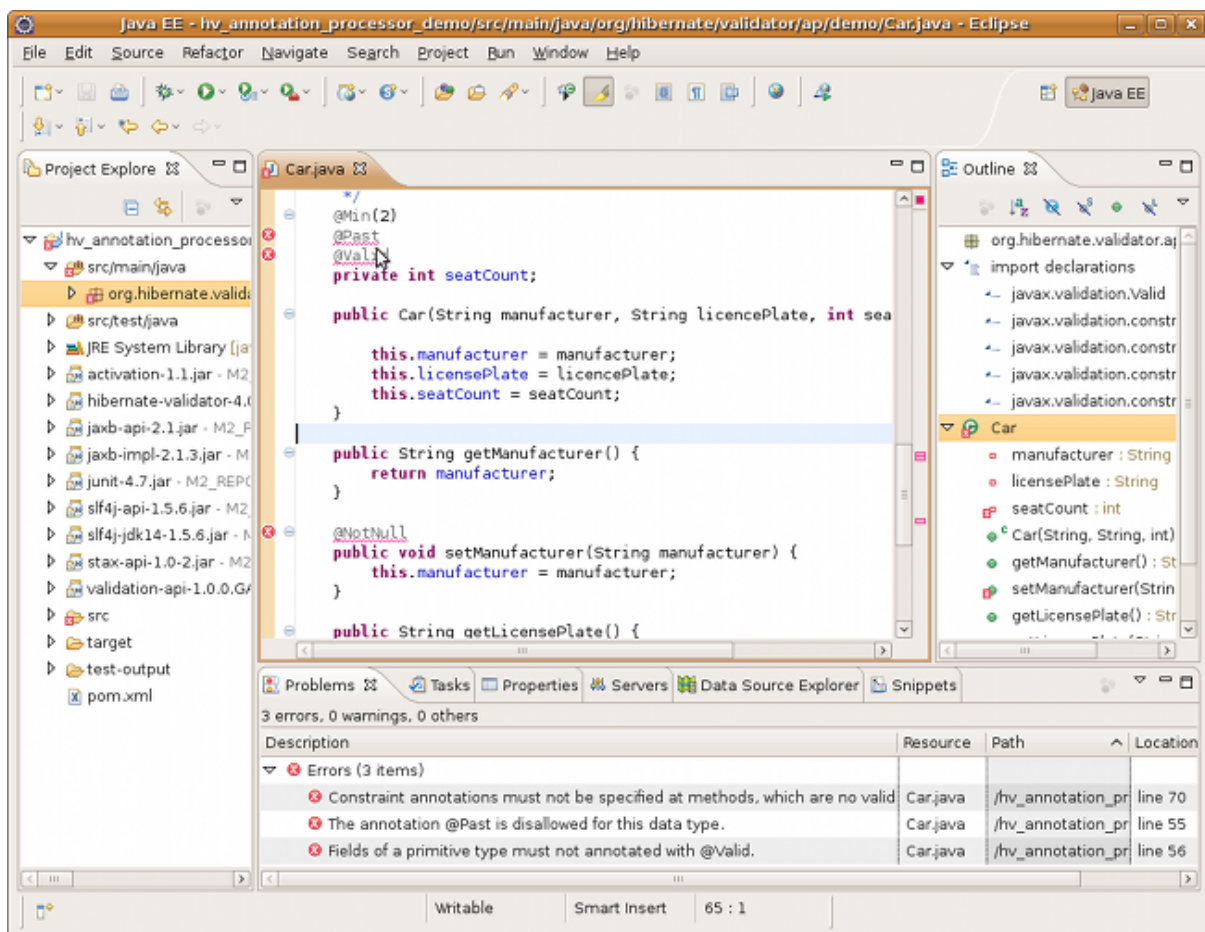 Java EE - hv_annotation_processor_demo/src/main/java/org/hibernate/validator/ap/demo/Car.java - Eclipse
File Edit Source Refactor Navigate Search Project Run Window Help
Java EE
Project Explore
hv_annotation_processor
src/main/java
org.hibernate.valida
src/test/java
JRE System Library [ja
activation-1.1.jar - M2_
hibernate-validator-4.0
jaxb-api-2.1.jar - M2_R
jaxb-impl-2.1.3.jar - M
junit-4.7.jar - M2_REPO
slf4j-api-1.5.6.jar - M2_
slf4j-jdk14-1.5.6.jar - M
stax-api-1.0-2.jar - M2
validation-api-1.0.0.GA
src
target
test-output
pom.xml
Car.java
*/
@Min(2)
@Past
@Vali
private int seatCount;
public Car(String manufacturer, String licencePlate, int sea
this.manufacturer = manufacturer;
this.licensePlate = licencePlate;
this.seatCount = seatCount;
}
public String getManufacturer() {
return manufacturer;
}
@NotNull
public void setManufacturer(String manufacturer) {
this.manufacturer = manufacturer;
}
public String getLicensePlate() {
Outline
org.hibernate.validator.ap
import declarations
javax.validation.Valid
javax.validation.constr
javax.validation.constr
javax.validation.constr
javax.validation.constr
Car
manufacturer : String
licensePlate : String
seatCount : int
Car(String, String, int)
getManufacturer() : St
setManufacturer(Strin
getLicensePlate() : Str
Problems Tasks Properties Servers Data Source Explorer Snippets
3 errors, 0 warnings, 0 others
Description Resource Path Location
Errors (3 items)
Constraint annotations must not be specified at methods, which are no valid Car.java /hv_annotation_pr line 70
The annotation @Past is disallowed for this data type. Car.java /hv_annotation_pr line 55
Fields of a primitive type must not annotated with @Valid. Car.java /hv_annotation_pr line 56
Writable Smart Insert 65 : 1